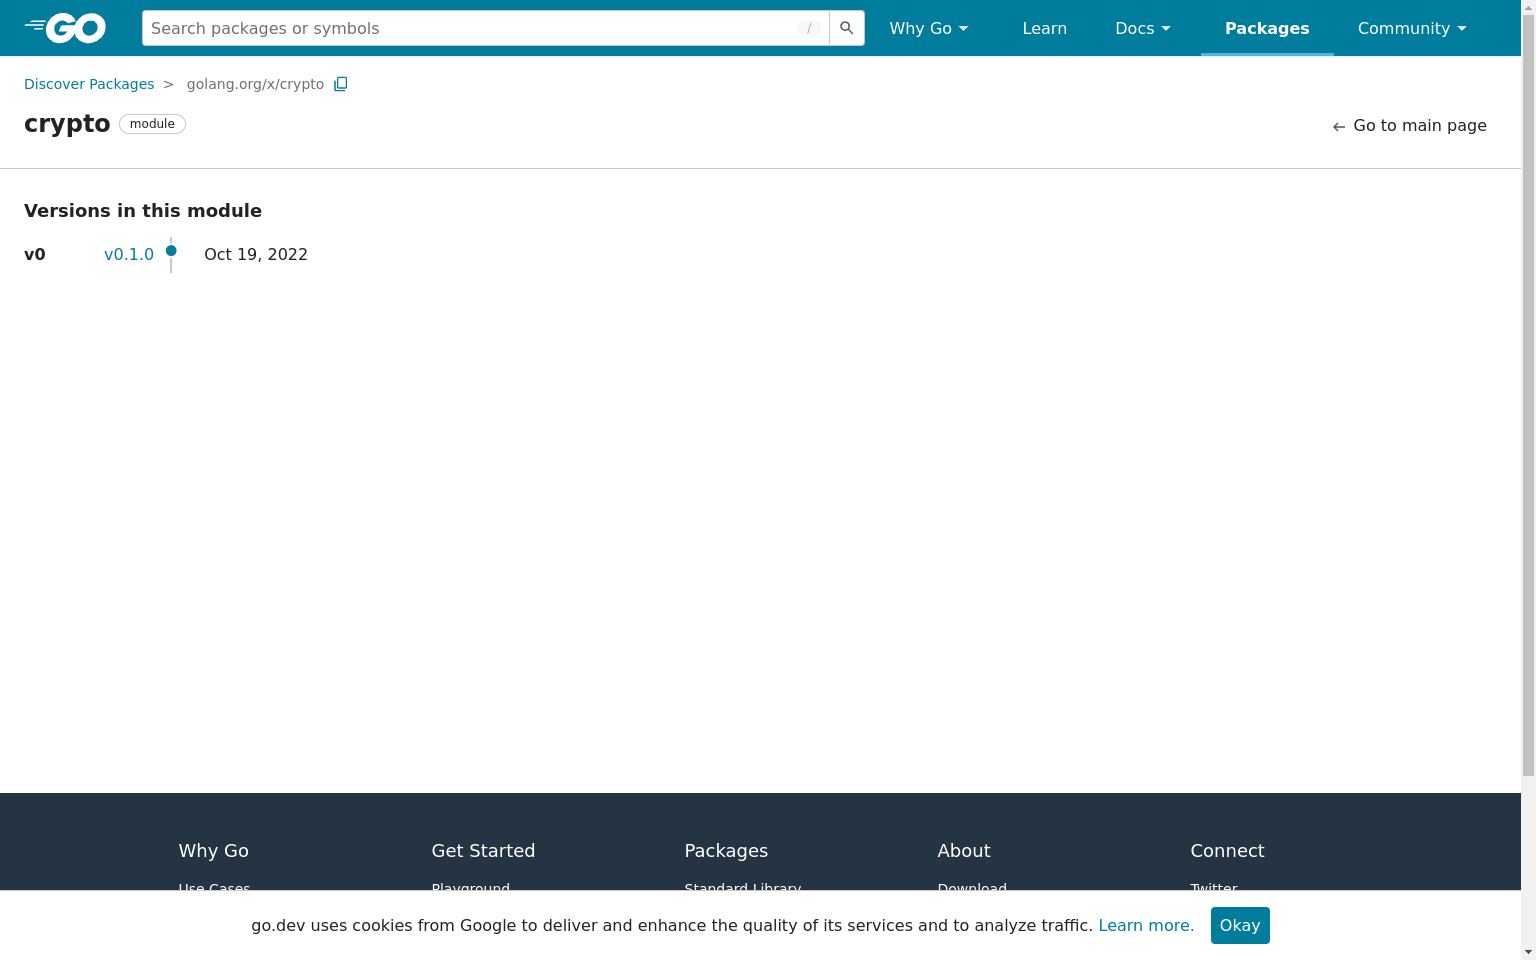 GO
Search packages or symbols /
Why Go Learn Docs Packages Community
Discover Packages > golang.org/x/crypto
crypto module
← Go to main page
Versions in this module
v0 v0.1.0 Oct 19, 2022
Why Go Get Started Packages About Connect
Use Cases Playground Standard Library Download Twitter
go.dev uses cookies from Google to deliver and enhance the quality of its services and to analyze traffic. Learn more. Okay